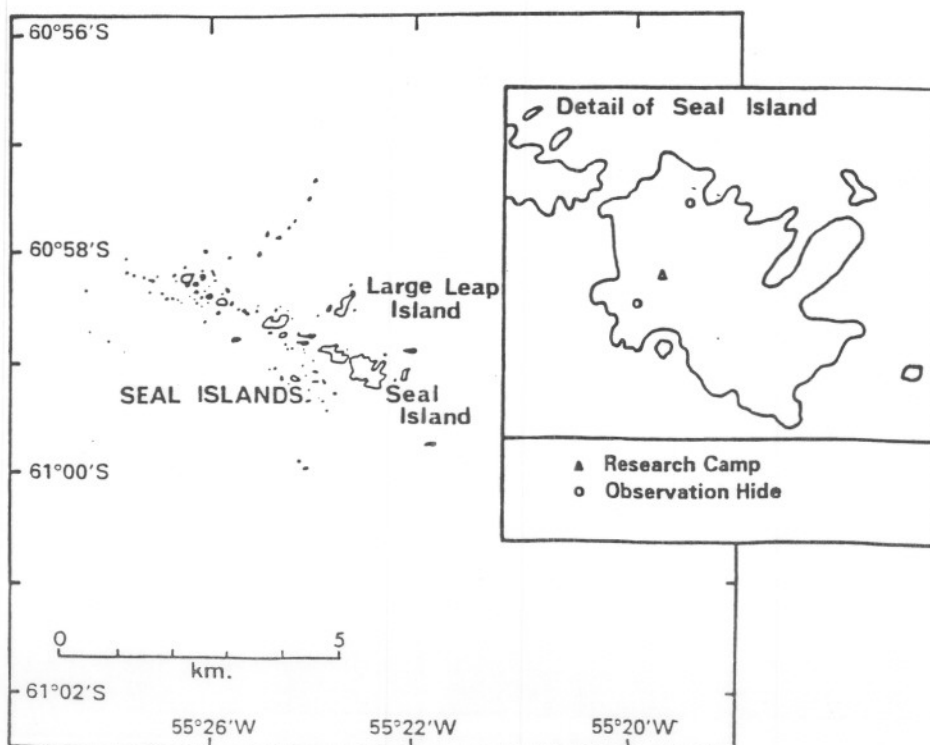 60°56'S
Detail of Seal Island
60°58'S
Large Leap
Island
SEAL ISLANDS
Seal
Island
61°00'S
▲ Research Camp
○ Observation Hide
0 5
km.
61°02'S
55°26'W 55°22'W 55°20'W